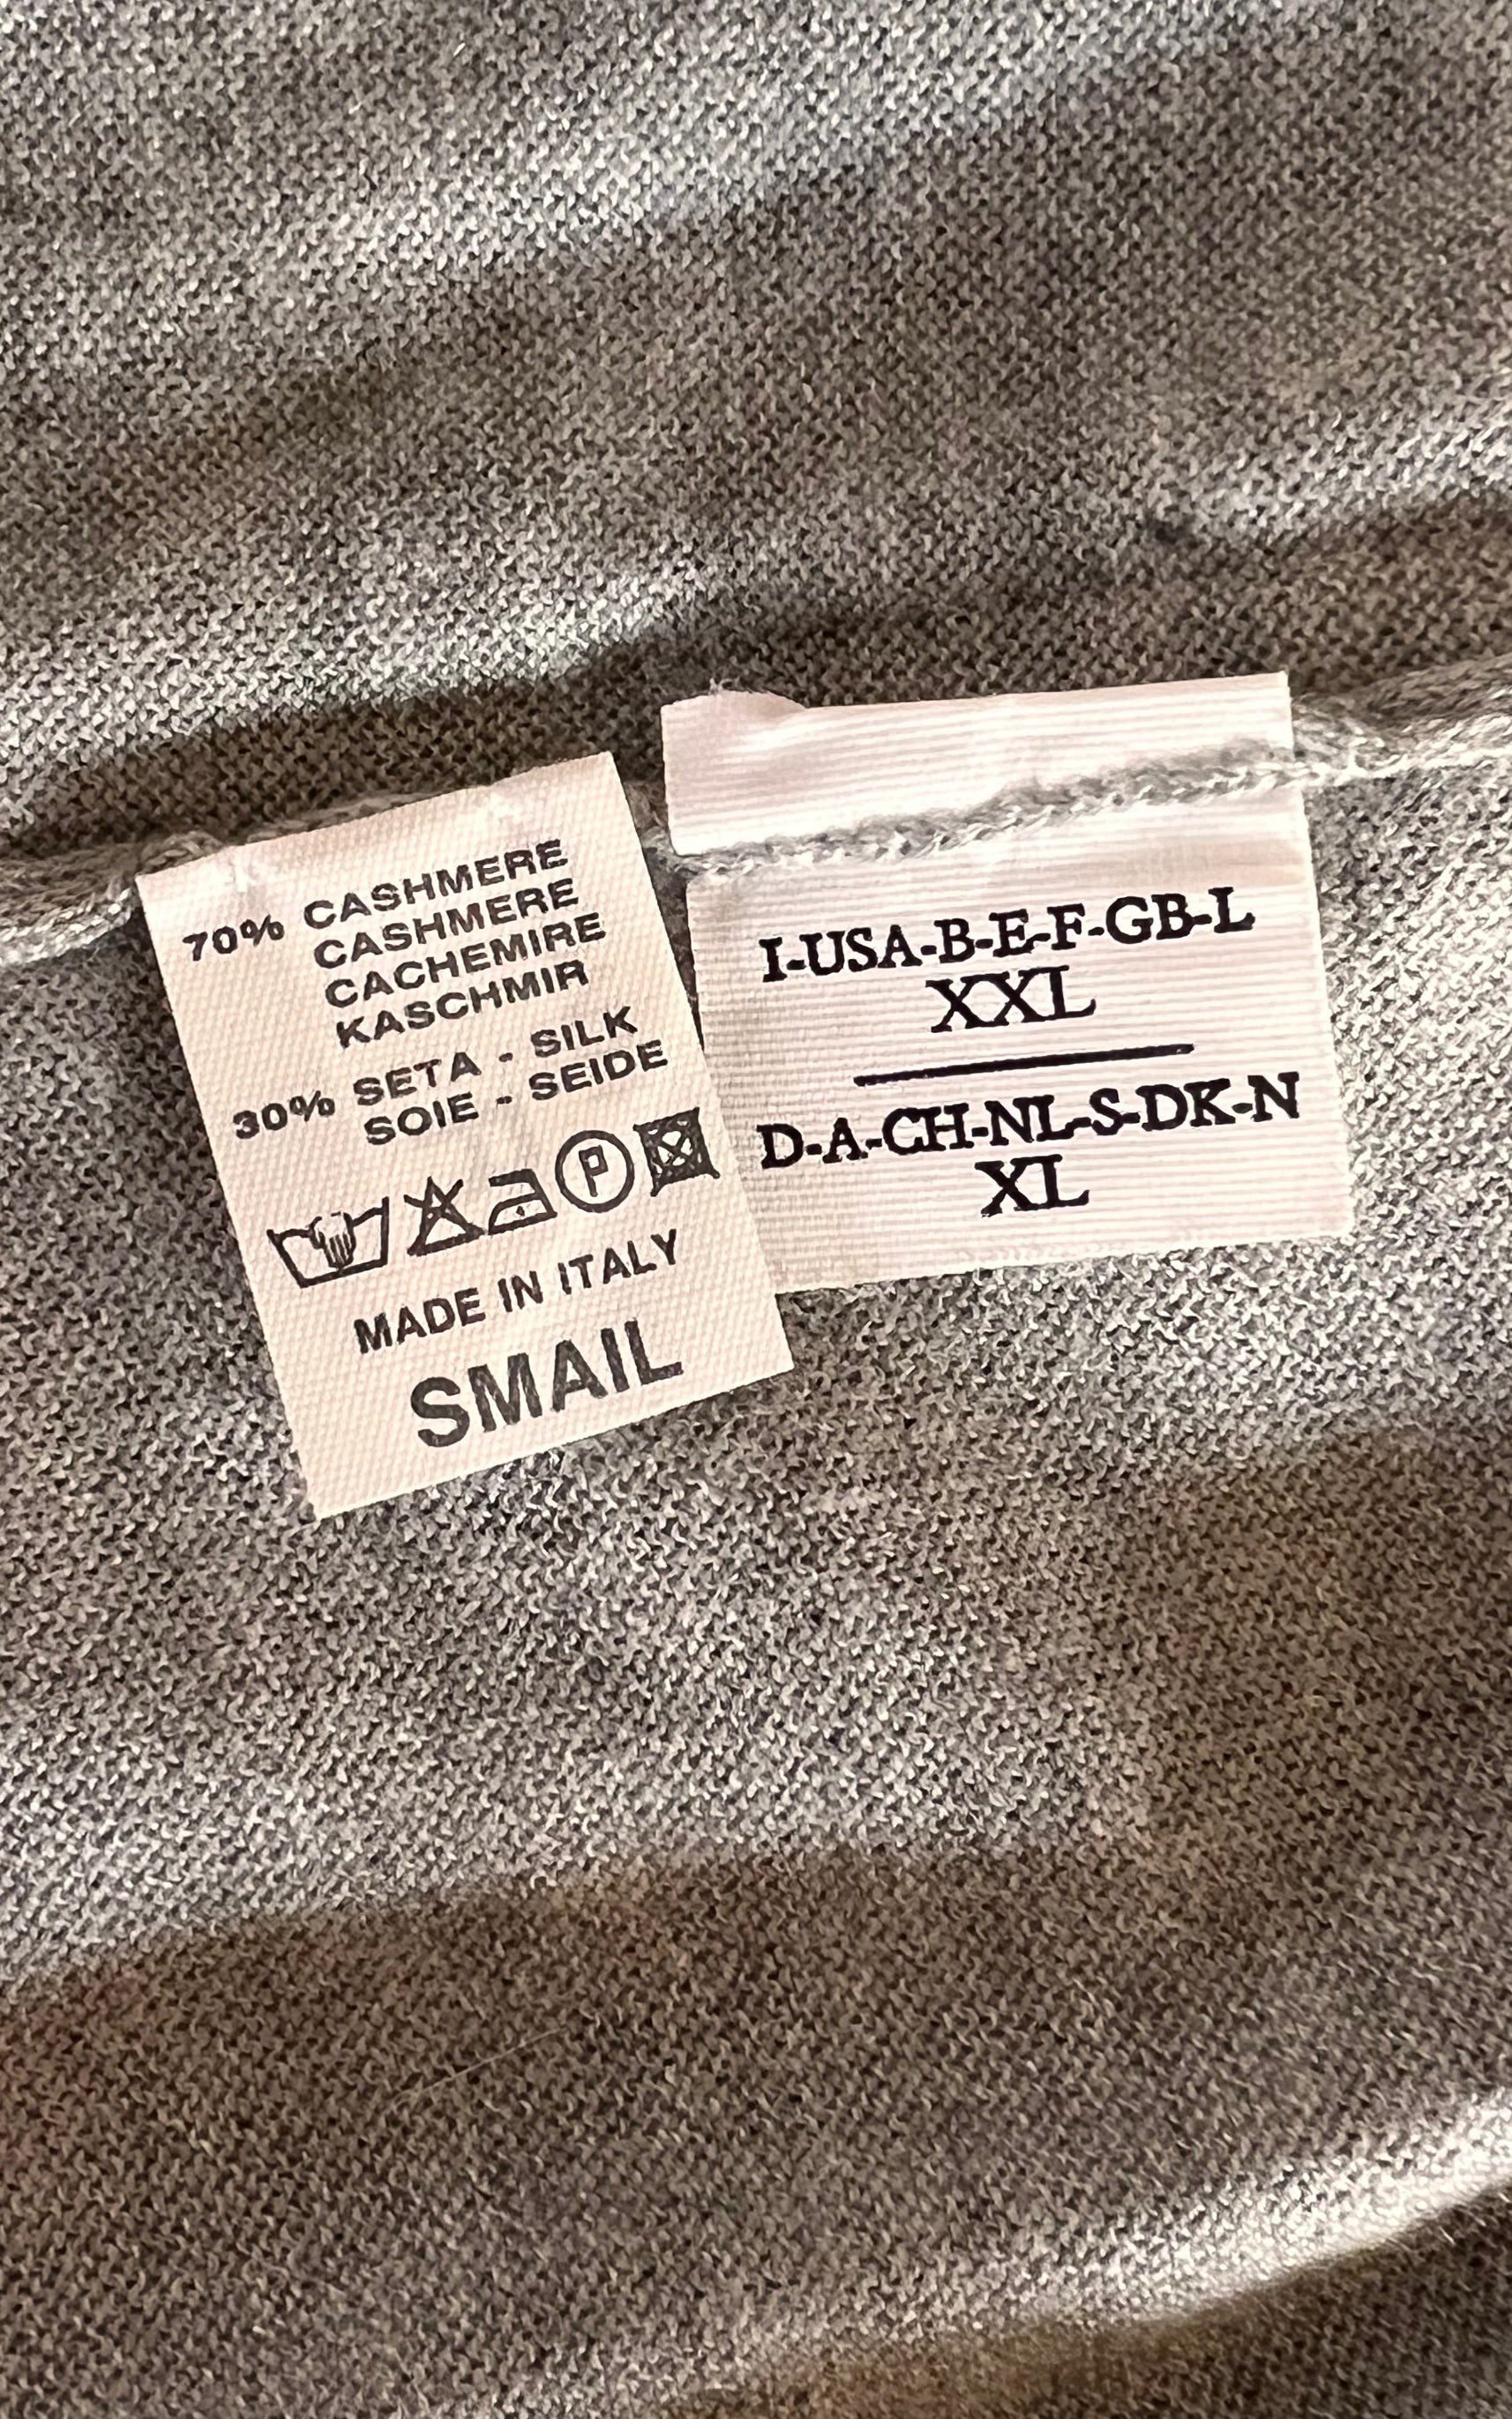 70% CASHMERE
CASHMERE
CACHEMIRE
KASCHMIR
30% SETA - SILK
SOIE - SEIDE
P
MADE IN ITALY
SMAIL
I-USA-B-E-F-GB-L
XXL
D-A-CH-NL-S-DK-N
XL